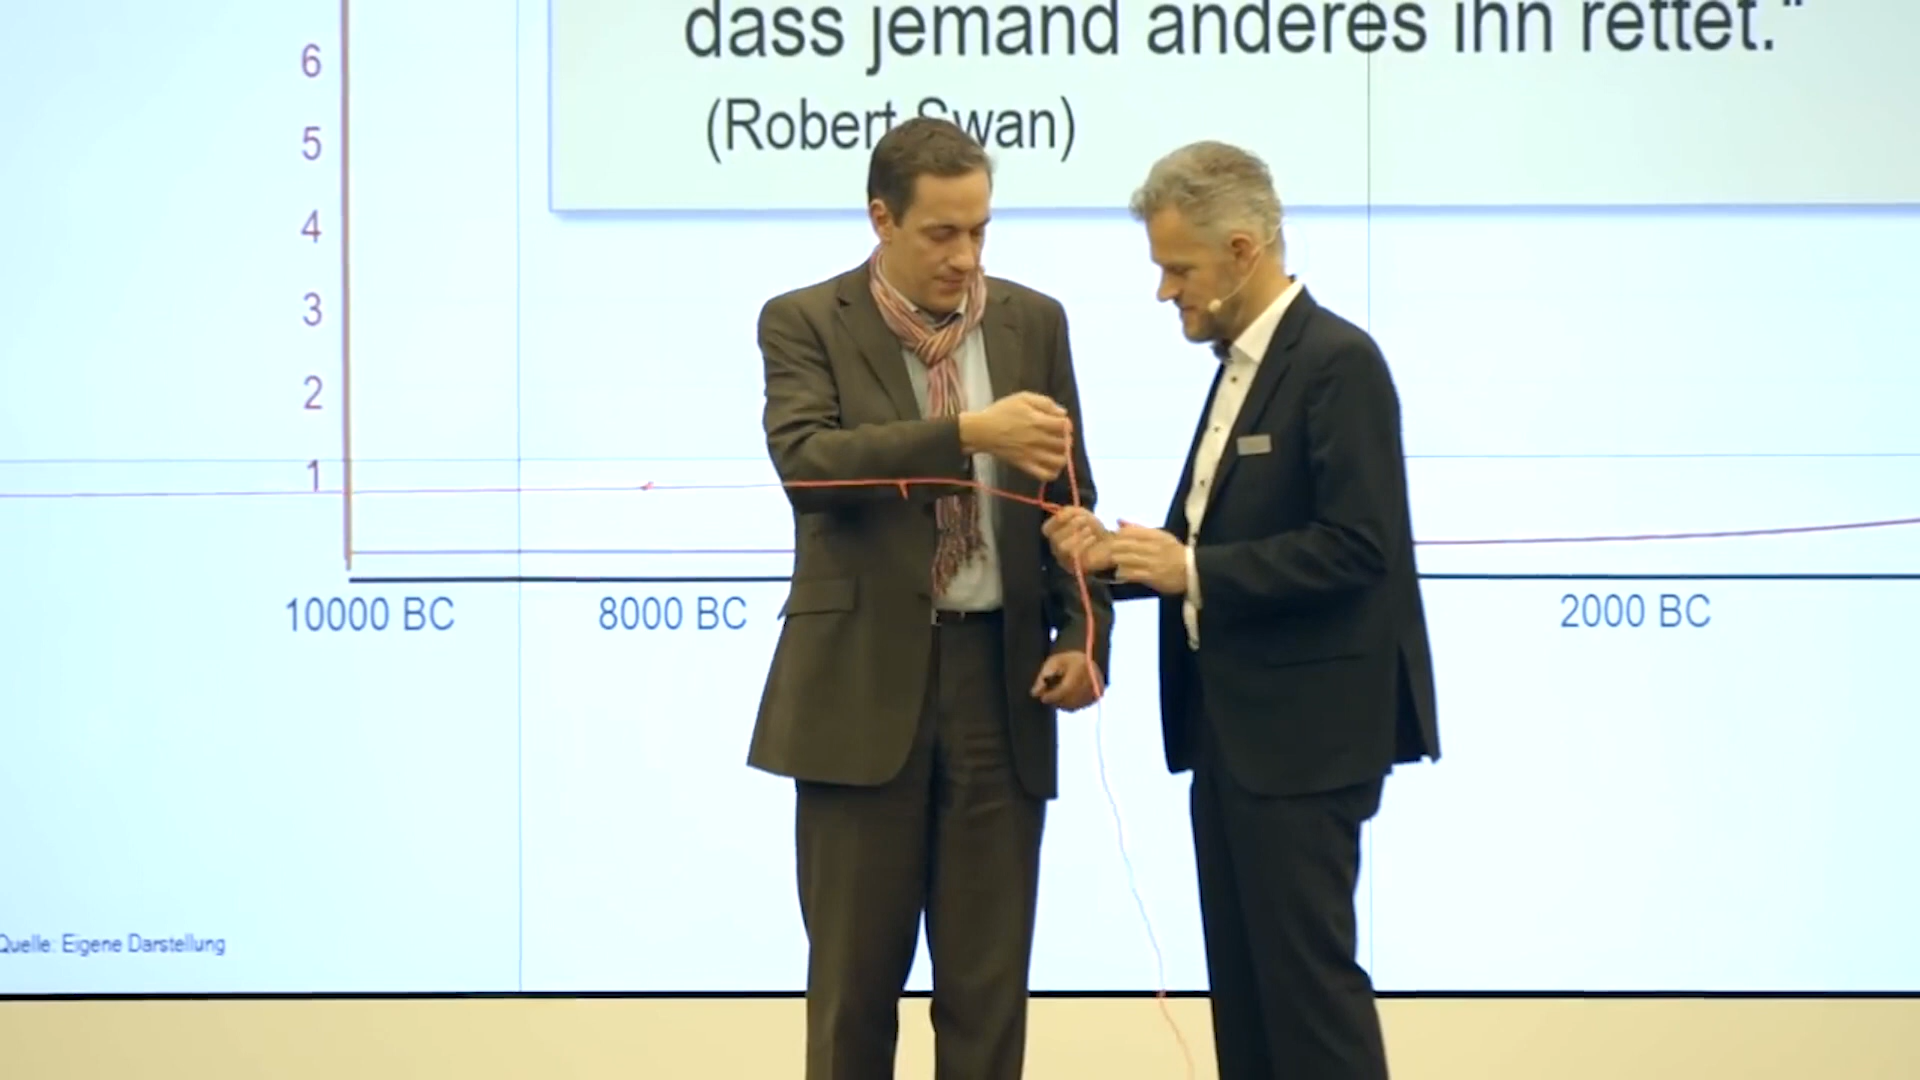 dass jemand anderes ihn rettet."
(Robert Swan)
6
5
4
3
2
1
10000 BC 8000 BC 2000 BC
Quelle: Eigene Darstellung